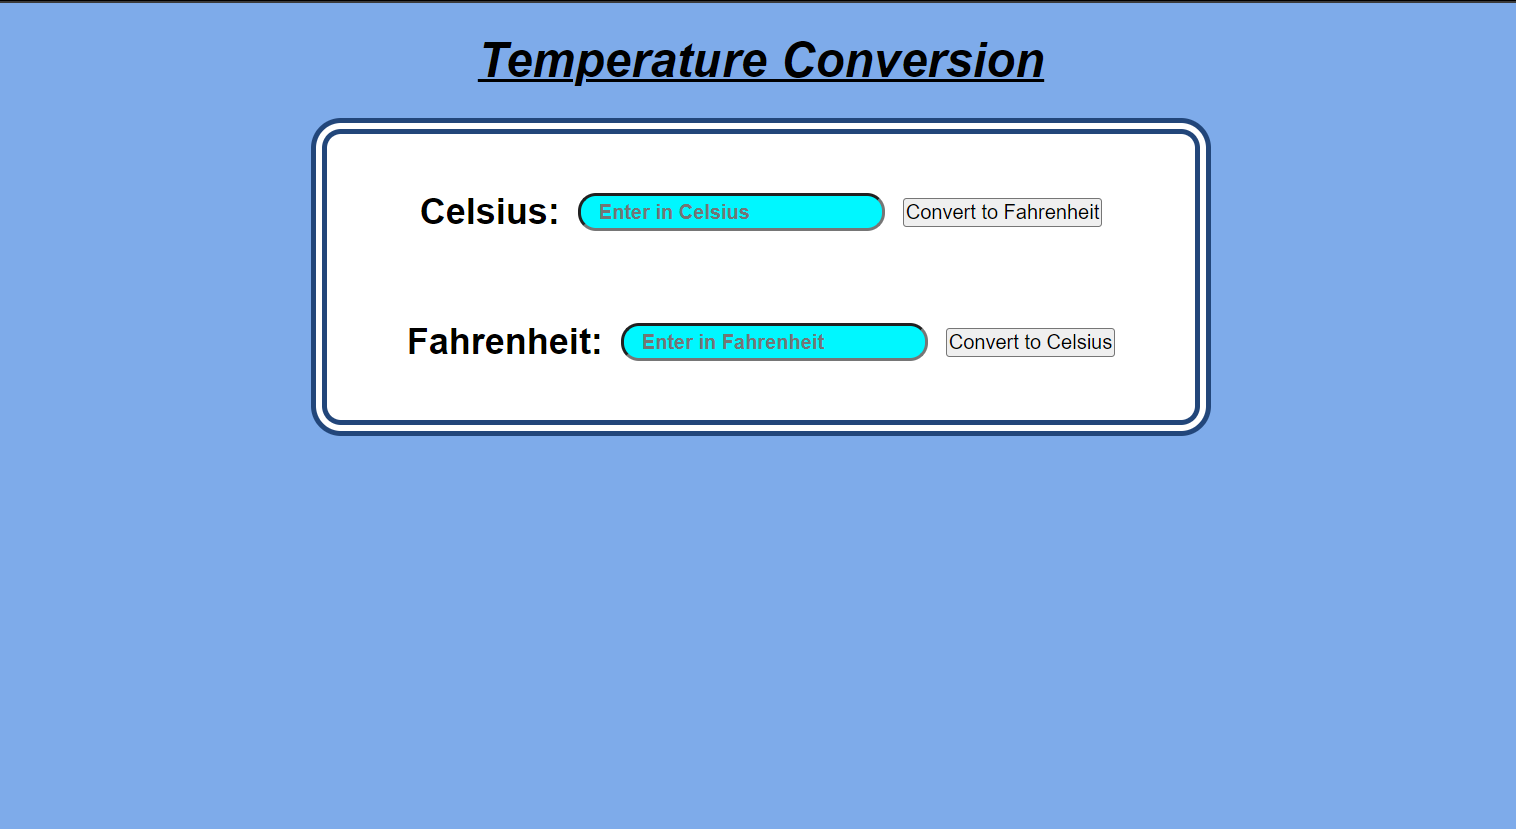 Temperature Conversion
Celsius: Enter in Celsius Convert to Fahrenheit
Fahrenheit: Enter in Fahrenheit Convert to Celsius